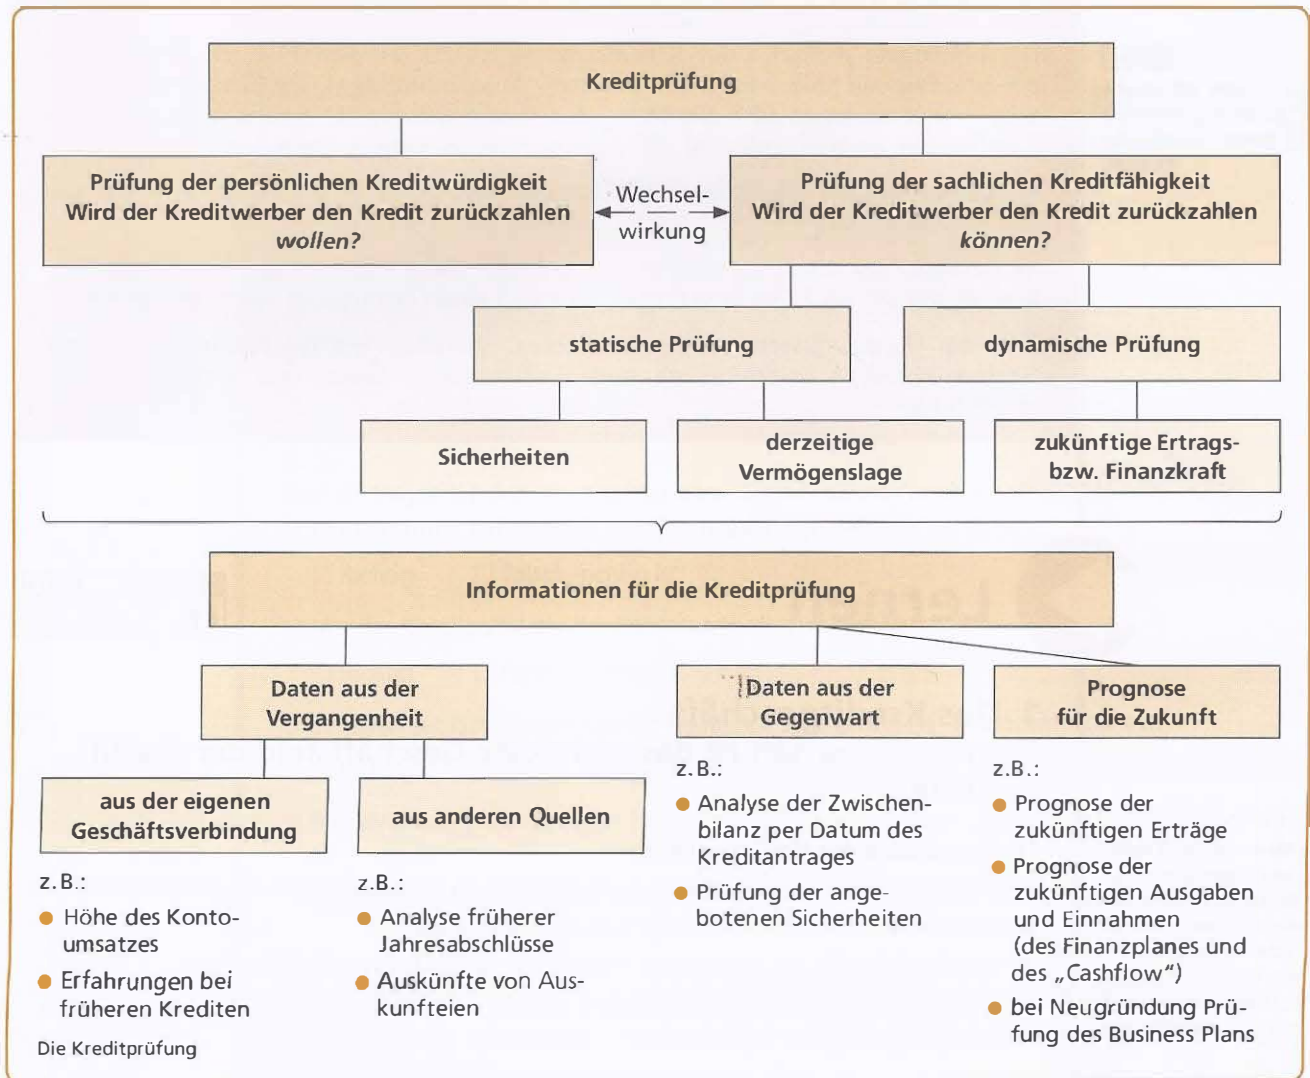 Kreditprüfung
Prüfung der persönlichen Kreditwürdigkeit
Wird der Kreditwerber den Kredit zurückzahlen
wollen?
Wechsel-
wirkung
Prüfung der sachlichen Kreditfähigkeit
Wird der Kreditwerber den Kredit zurückzahlen
können?
statische Prüfung
dynamische Prüfung
Sicherheiten
derzeitige
Vermögenslage
zukünftige Ertrags-
bzw. Finanzkraft
Informationen für die Kreditprüfung
Daten aus der
Vergangenheit
Daten aus der
Gegenwart
Prognose
für die Zukunft
aus der eigenen
Geschäftsverbindung
aus anderen Quellen
z. B.:
● Höhe des Konto-
umsatzes
● Erfahrungen bei
früheren Krediten
z. B.:
● Analyse früherer
Jahresabschlüsse
● Auskünfte von Aus-
kunfteien
z. B.:
● Analyse der Zwischen-
bilanz per Datum des
Kreditantrages
● Prüfung der ange-
botenen Sicherheiten
z. B.:
● Prognose der
zukünftigen Erträge
● Prognose der
zukünftigen Ausgaben
und Einnahmen
(des Finanzplanes und
des „Cashflow“)
● bei Neugründung Prü-
fung des Business Plans
Die Kreditprüfung